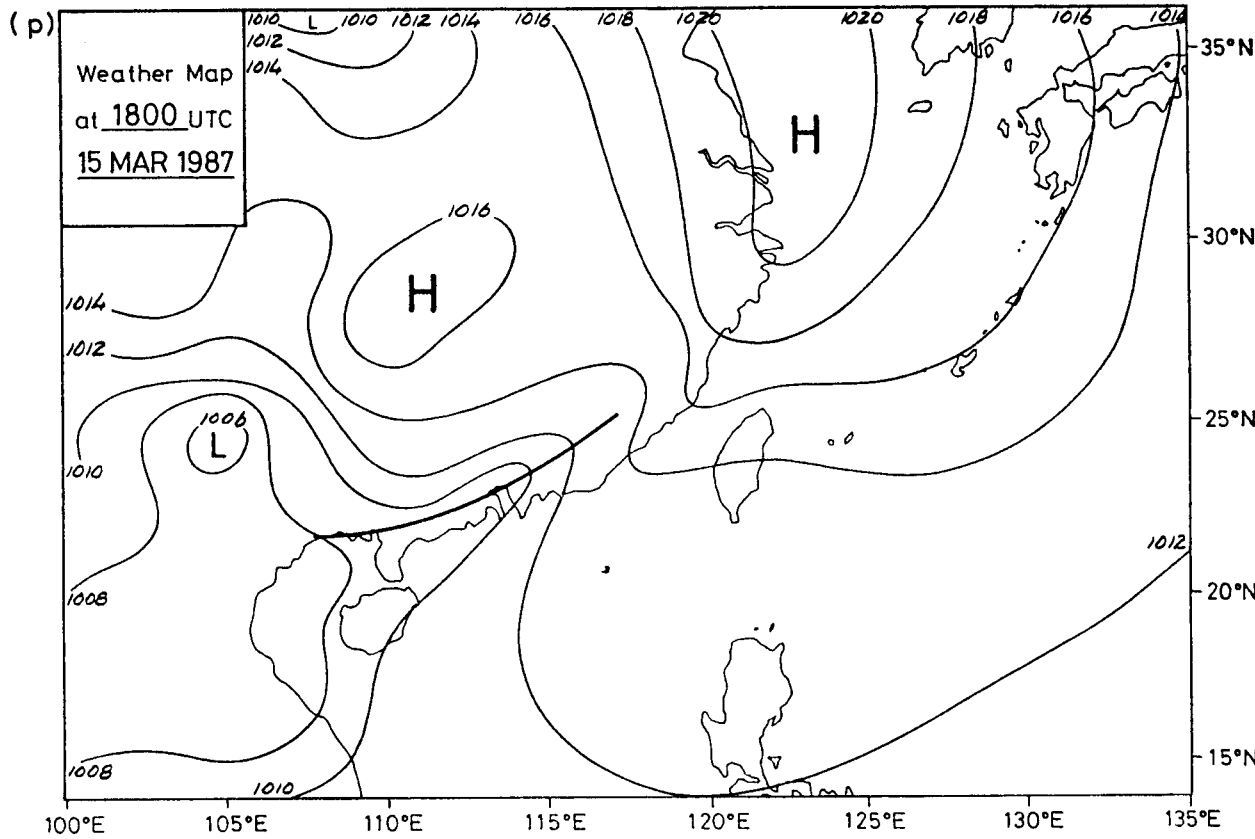 (p)
1010 L 1010 1012 1014 1016 1018 1020 1020 1018 1016 1014
1012
1014
Weather Map
at 1800 UTC
15 MAR 1987
35°N
H
1016
30°N
H
1014
1012
1006
L
25°N
1010
1012
1008
20°N
1008
1010
15°N
100°E 105°E 110°E 115°E 120°E 125°E 130°E 135°E